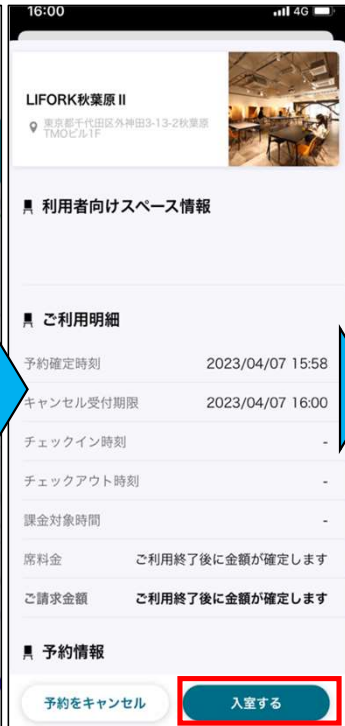 16:00 4G
LIFORK秋葉原 II
東京都千代田区外神田3-13-2秋葉原
TMOビル1F
利用者向けスペース情報
ご利用明細
予約確定時刻 2023/04/07 15:58
キャンセル受付期限 2023/04/07 16:00
チェックイン時刻 -
チェックアウト時刻 -
課金対象時間 -
席料金 ご利用終了後に金額が確定します
ご請求金額 ご利用終了後に金額が確定します
予約情報
予約をキャンセル 入室する